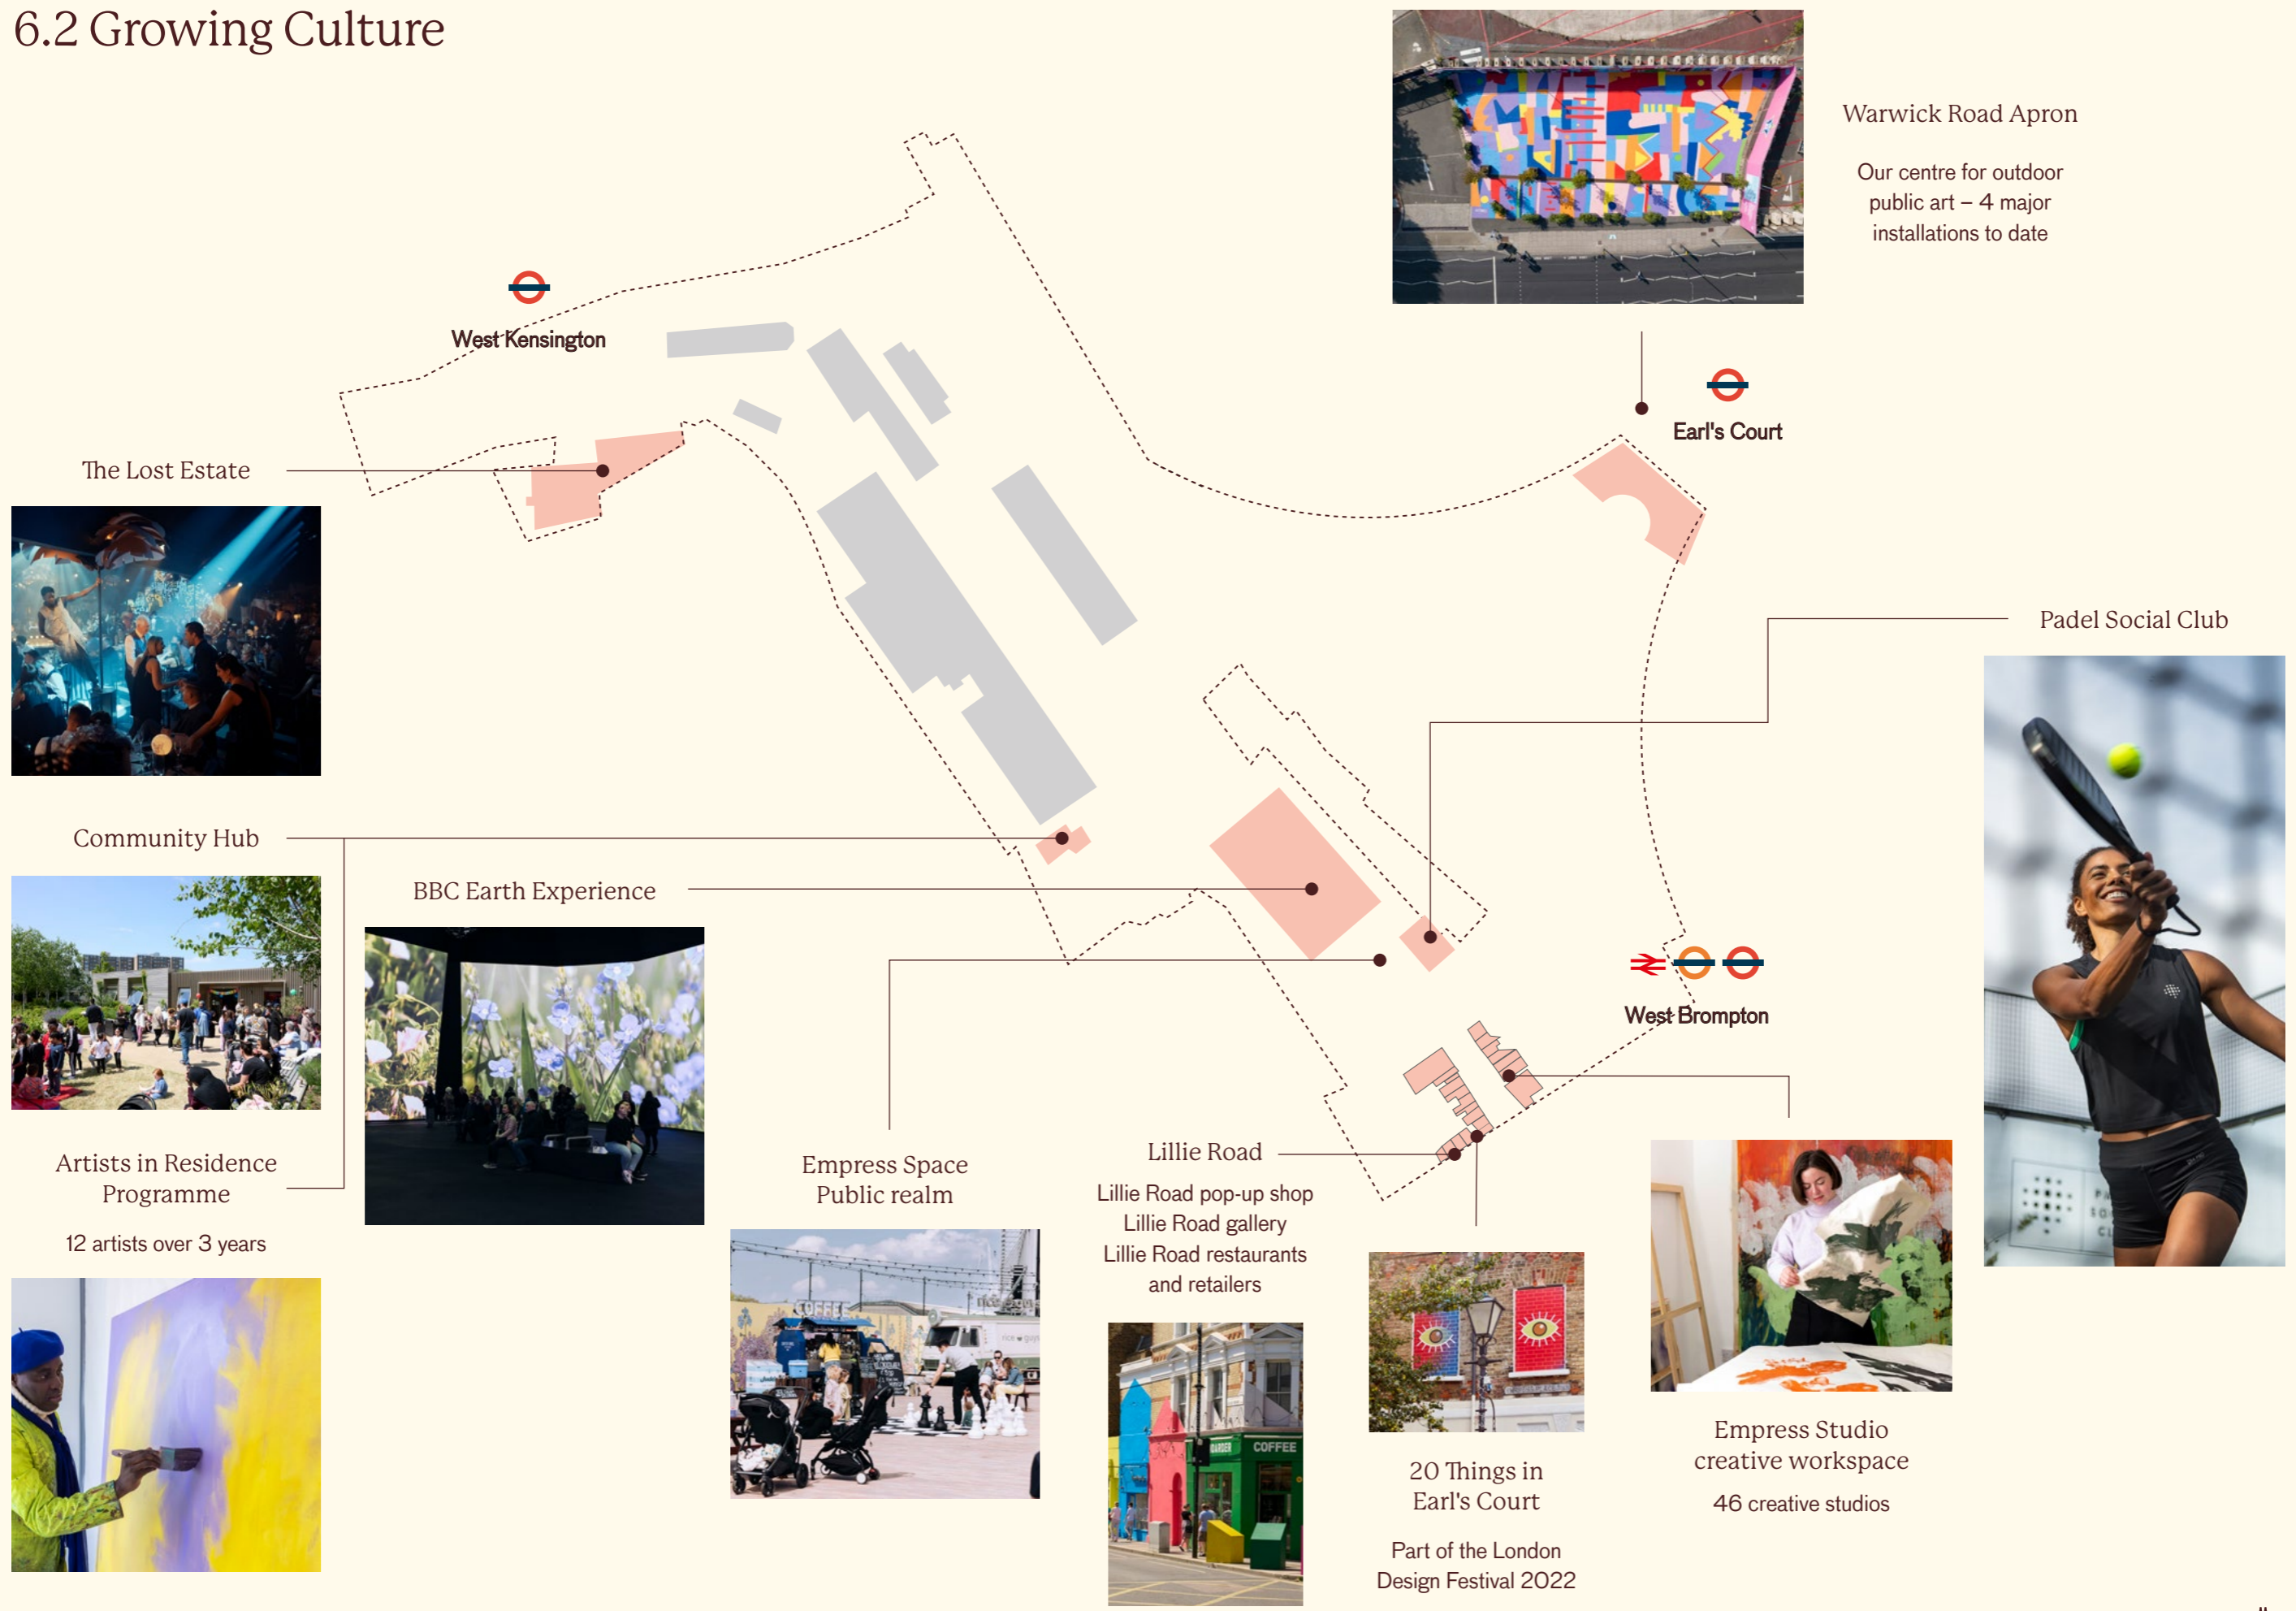 6.2 Growing Culture
Warwick Road Apron
Our centre for outdoor
public art – 4 major
installations to date
West Kensington
Earl's Court
The Lost Estate
Padel Social Club
Community Hub
BBC Earth Experience
West Brompton
Artists in Residence
Programme
12 artists over 3 years
Empress Space
Public realm
Lillie Road
Lillie Road pop-up shop
Lillie Road gallery
Lillie Road restaurants
and retailers
COFFEE
rice guys
COFFEE
20 Things in
Earl's Court
Part of the London
Design Festival 2022
Empress Studio
creative workspace
46 creative studios